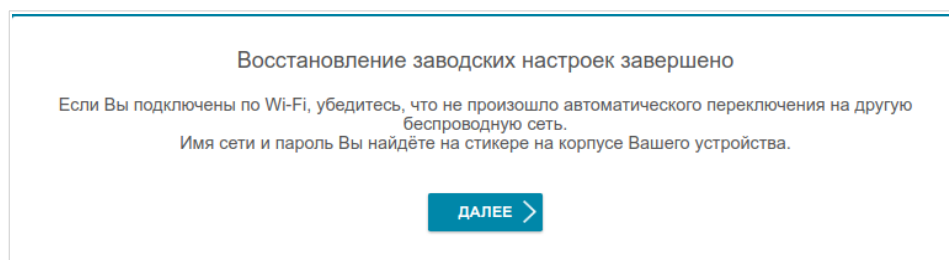 Восстановление заводских настроек завершено
Если Вы подключены по Wi-Fi, убедитесь, что не произошло автоматического переключения на другую
беспроводную сеть.
Имя сети и пароль Вы найдёте на стикере на корпусе Вашего устройства.
ДАЛЕЕ